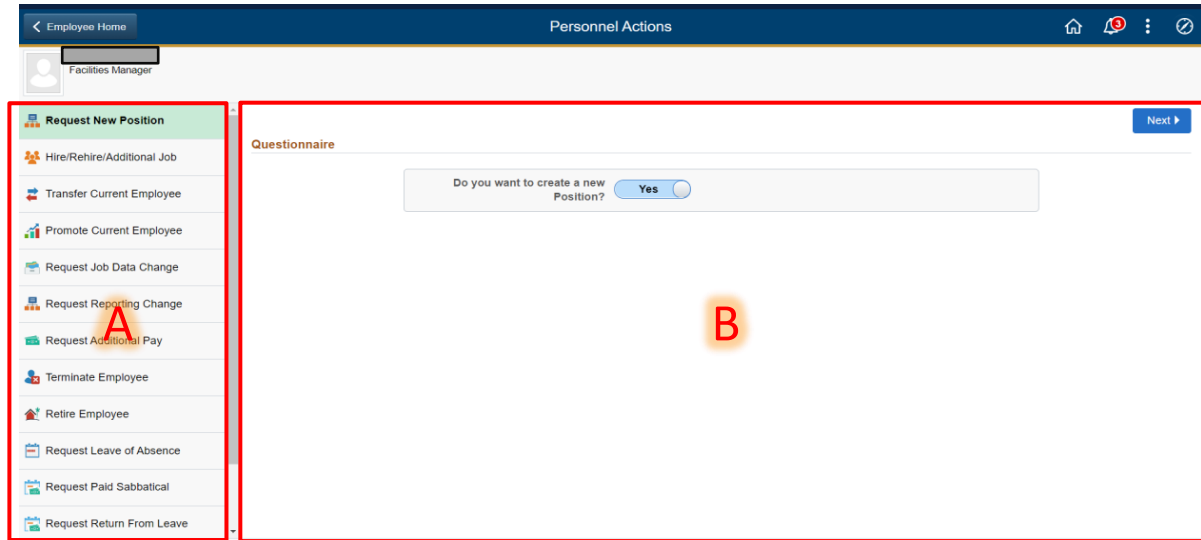 Employee Home
Personnel Actions
3
Facilities Manager
Request New Position
Hire/Rehire/Additional Job
Transfer Current Employee
Promote Current Employee
Request Job Data Change
Request Reporting Change
Request Additional Pay
Terminate Employee
Retire Employee
Request Leave of Absence
Request Paid Sabbatical
Request Return From Leave
A
Next
Questionnaire
Do you want to create a new
Position?
Yes
B